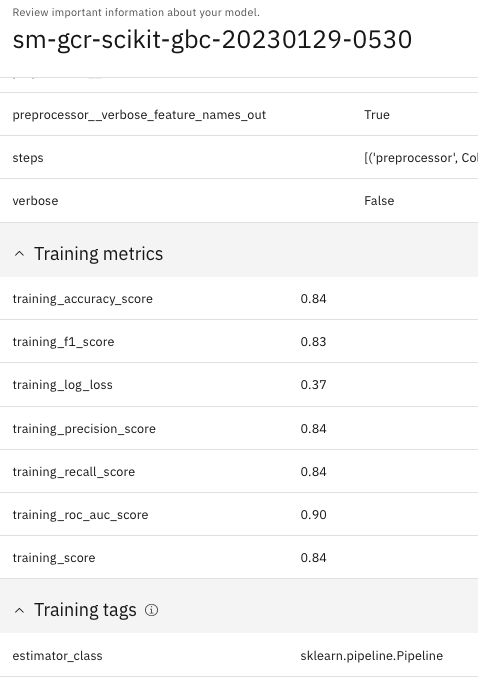 Review important information about your model.
sm-gcr-scikit-gbc-20230129-0530
preprocessor__verbose_feature_names_out True
steps [('preprocessor', Col
verbose False
Training metrics
training_accuracy_score 0.84
training_f1_score 0.83
training_log_loss 0.37
training_precision_score 0.84
training_recall_score 0.84
training_roc_auc_score 0.90
training_score 0.84
Training tags
estimator_class sklearn.pipeline.Pipeline